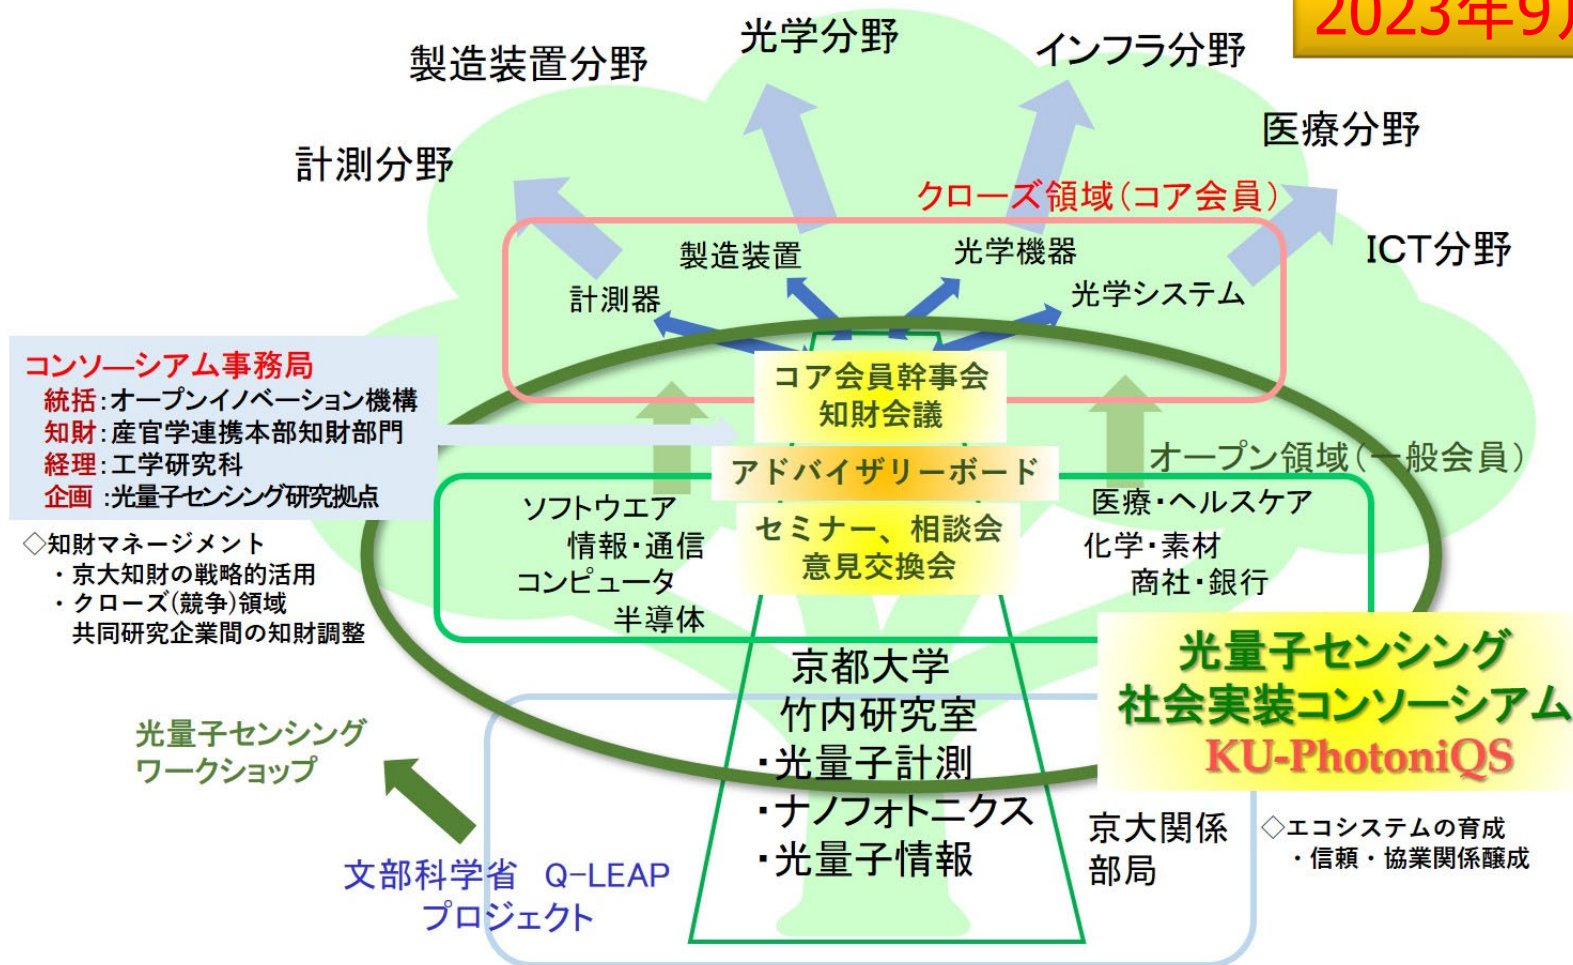 2023年9月
製造装置分野
光学分野
インフラ分野
計測分野
医療分野
ICT分野
クローズ領域(コア会員)
計測器
製造装置
光学機器
光学システム
コンソーシアム事務局
統括:オープンイノベーション機構
知財:産官学連携本部知財部門
経理:工学研究科
企画:光量子センシング研究拠点
◇知財マネージメント
・京大知財の戦略的活用
・クローズ(競争)領域
共同研究企業間の知財調整
コア会員幹事会
知財会議
アドバイザリーボード
セミナー、相談会
意見交換会
オープン領域(一般会員)
ソフトウエア
情報・通信
コンピュータ
半導体
医療・ヘルスケア
化学・素材
商社・銀行
光量子センシング
社会実装コンソーシアム
KU-PhotoniQS
京都大学
竹内研究室
・光量子計測
・ナノフォトニクス
・光量子情報
光量子センシング
ワークショップ
文部科学省 Q-LEAP
プロジェクト
京大関係
部局
◇エコシステムの育成
・信頼・協業関係醸成